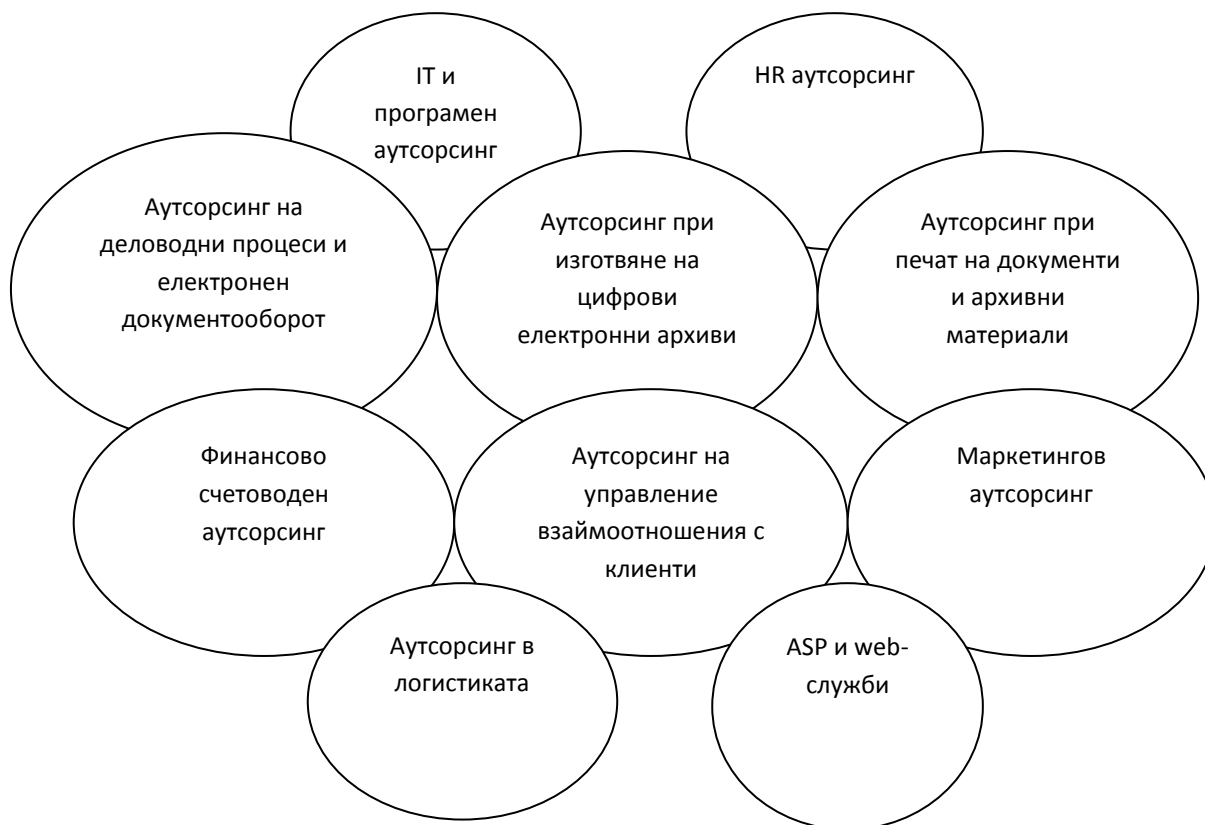 IT и
програмен
аутсорсинг
HR аутсорсинг
Аутсорсинг на
деловодни процеси и
електронен
документооборот
Аутсорсинг при
изготвяне на
цифрови
електронни архиви
Аутсорсинг при
печат на документи
и архивни
материали
Финансово
счетоводен
аутсорсинг
Аутсорсинг на
управление
взаймоотношения с
клиенти
Маркетингов
аутсорсинг
Аутсорсинг в
логистиката
ASP и web-
служби